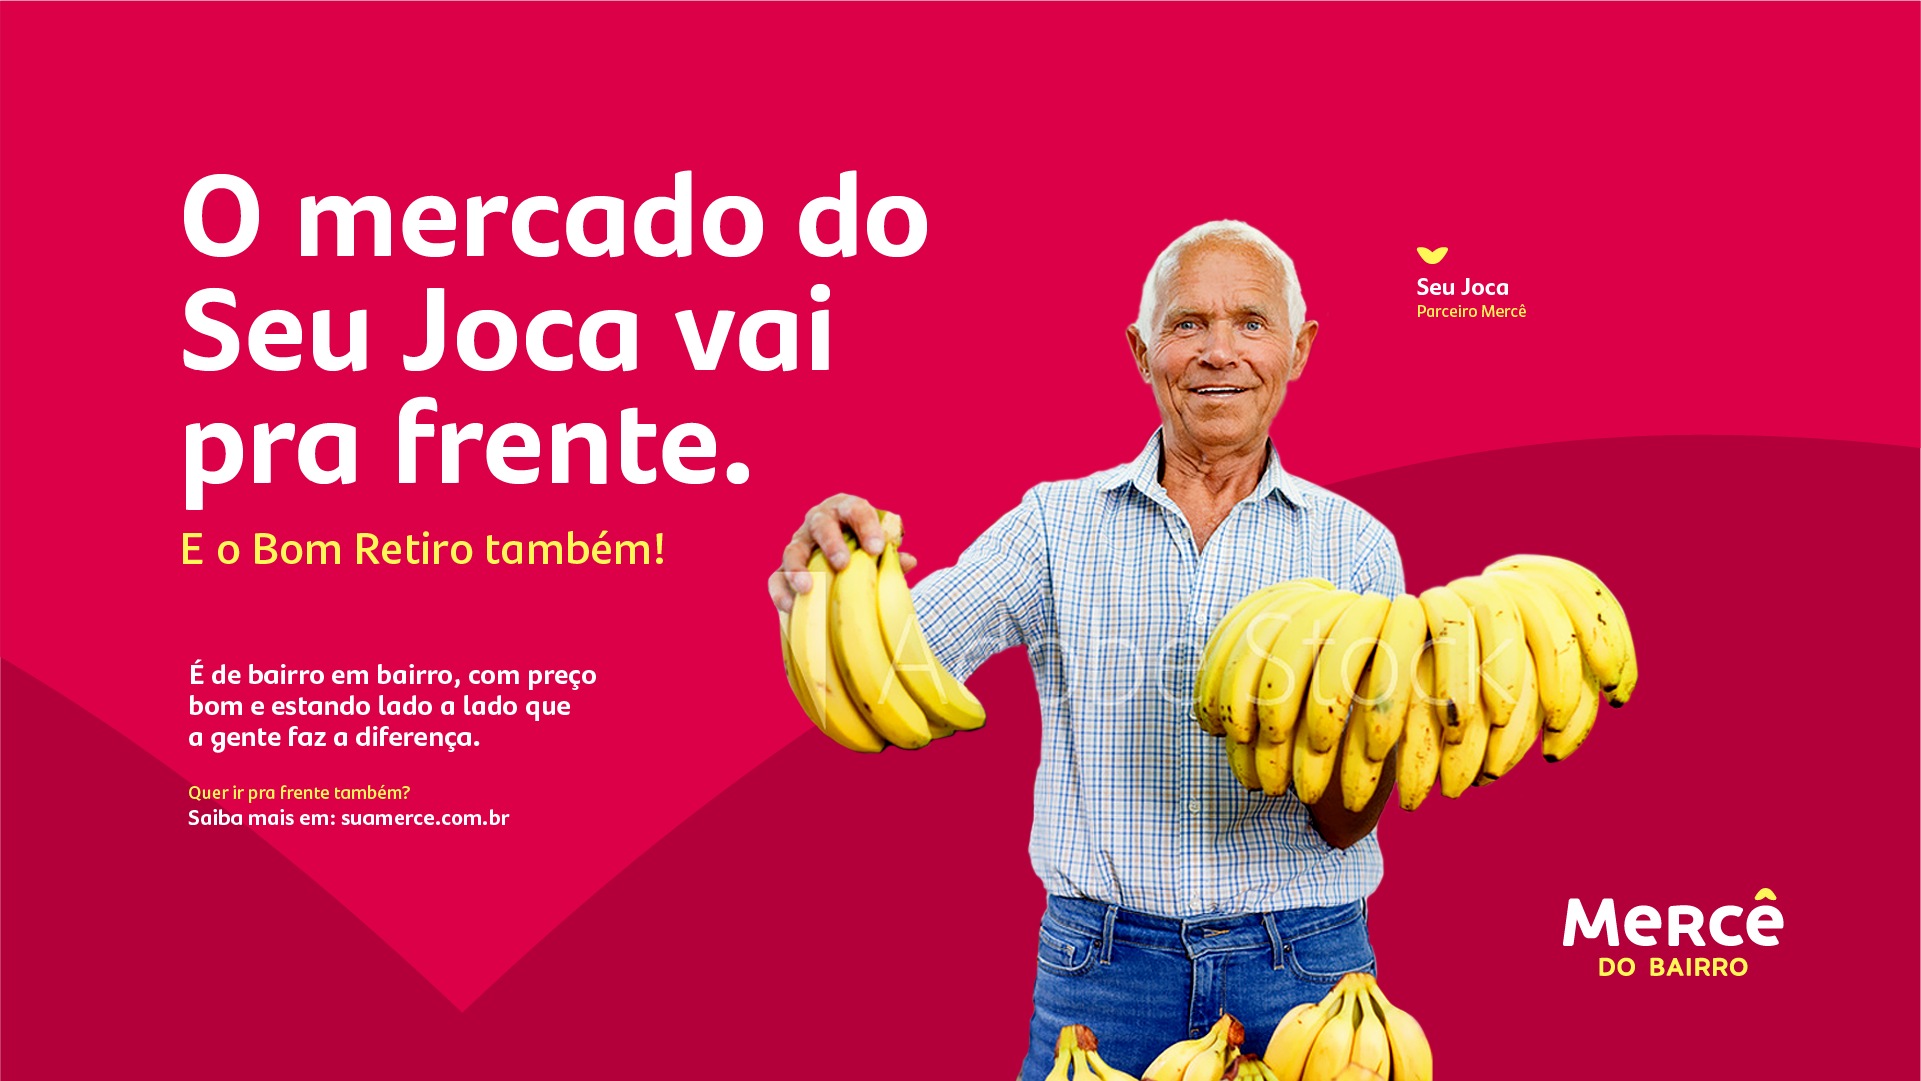 O mercado do
Seu Joca vai
pra frente.
E o Bom Retiro também!
É de bairro em bairro, com preço
bom e estando lado a lado que
a gente faz a diferença.
Quer ir pra frente também?
Saiba mais em: suamerce.com.br
Seu Joca
Parceiro Mercê
Adobe Stock
Mercê
DO BAIRRO